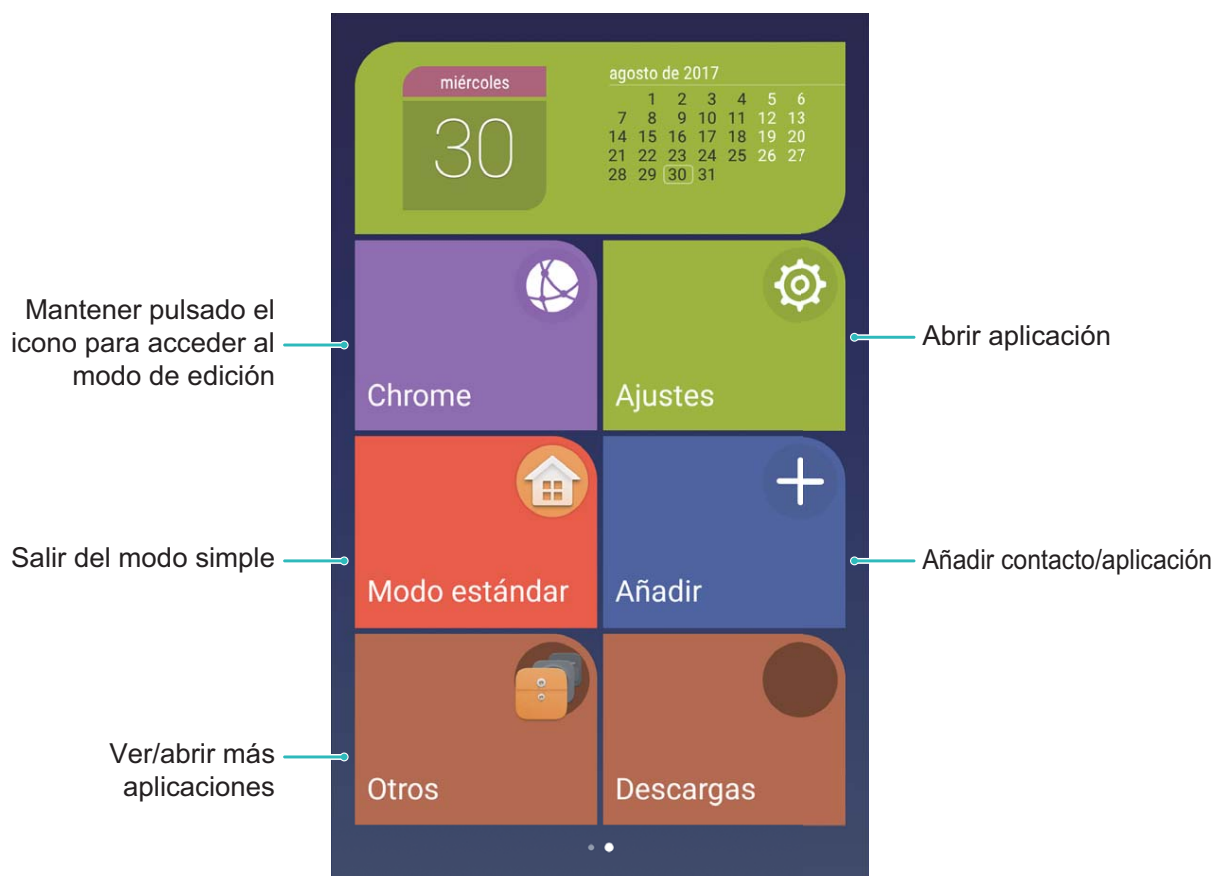 miércoles
30
agosto de 2017
1 2 3 4 5 6
7 8 9 10 11 12 13
14 15 16 17 18 19 20
21 22 23 24 25 26 27
28 29 30 31
Mantener pulsado el
icono para acceder al
modo de edición
Chrome
Ajustes
Abrir aplicación
Salir del modo simple
Modo estándar
Añadir
Añadir contacto/aplicación
Ver/abrir más
aplicaciones
Otros
Descargas